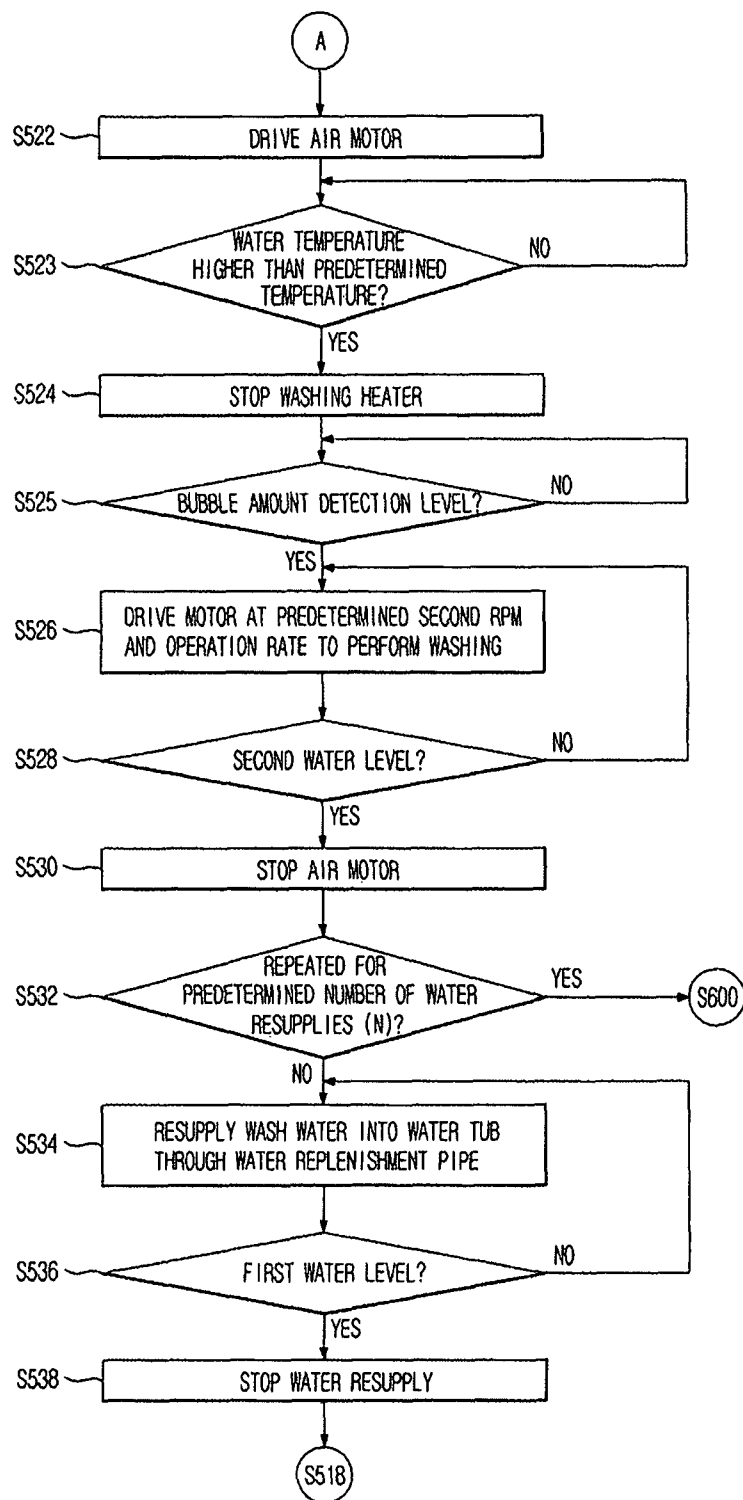 A
S522
DRIVE AIR MOTOR
S523
WATER TEMPERATURE
HIGHER THAN PREDETERMINED
TEMPERATURE?
NO
YES
S524
STOP WASHING HEATER
S525
BUBBLE AMOUNT DETECTION LEVEL?
NO
YES
S526
DRIVE MOTOR AT PREDETERMINED SECOND RPM
AND OPERATION RATE TO PERFORM WASHING
S528
SECOND WATER LEVEL?
NO
YES
S530
STOP AIR MOTOR
S532
REPEATED FOR
PREDETERMINED NUMBER OF WATER
RESUPPLIES (N)?
YES
S600
NO
S534
RESUPPLY WASH WATER INTO WATER TUB
THROUGH WATER REPLENISHMENT PIPE
S536
FIRST WATER LEVEL?
NO
YES
S538
STOP WATER RESUPPLY
S518